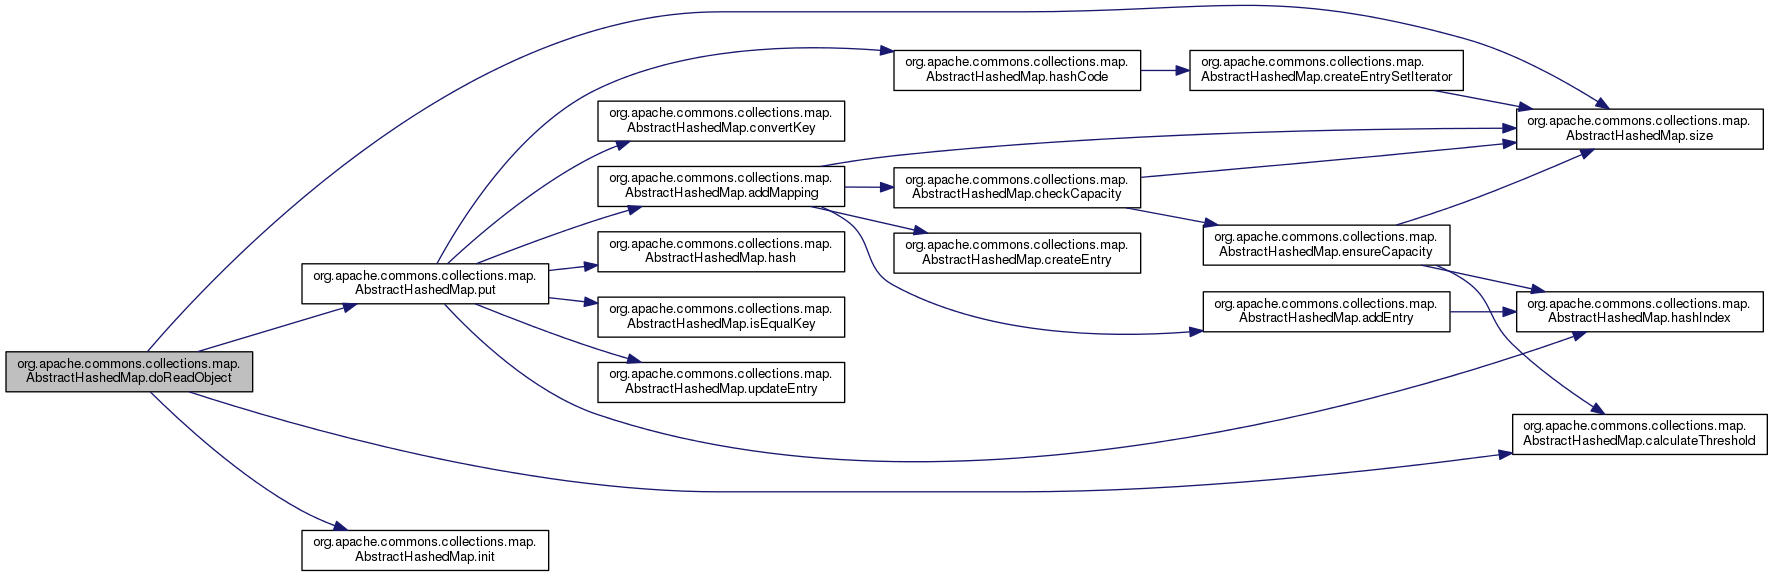 org.apache.commons.collections.map.
AbstractHashedMap.doReadObject
org.apache.commons.collections.map.
AbstractHashedMap.put
org.apache.commons.collections.map.
AbstractHashedMap.init
org.apache.commons.collections.map.
AbstractHashedMap.convertKey
org.apache.commons.collections.map.
AbstractHashedMap.addMapping
org.apache.commons.collections.map.
AbstractHashedMap.hash
org.apache.commons.collections.map.
AbstractHashedMap.isEqualKey
org.apache.commons.collections.map.
AbstractHashedMap.updateEntry
org.apache.commons.collections.map.
AbstractHashedMap.hashCode
org.apache.commons.collections.map.
AbstractHashedMap.checkCapacity
org.apache.commons.collections.map.
AbstractHashedMap.createEntry
org.apache.commons.collections.map.
AbstractHashedMap.createEntrySetIterator
org.apache.commons.collections.map.
AbstractHashedMap.ensureCapacity
org.apache.commons.collections.map.
AbstractHashedMap.addEntry
org.apache.commons.collections.map.
AbstractHashedMap.size
org.apache.commons.collections.map.
AbstractHashedMap.hashIndex
org.apache.commons.collections.map.
AbstractHashedMap.calculateThreshold